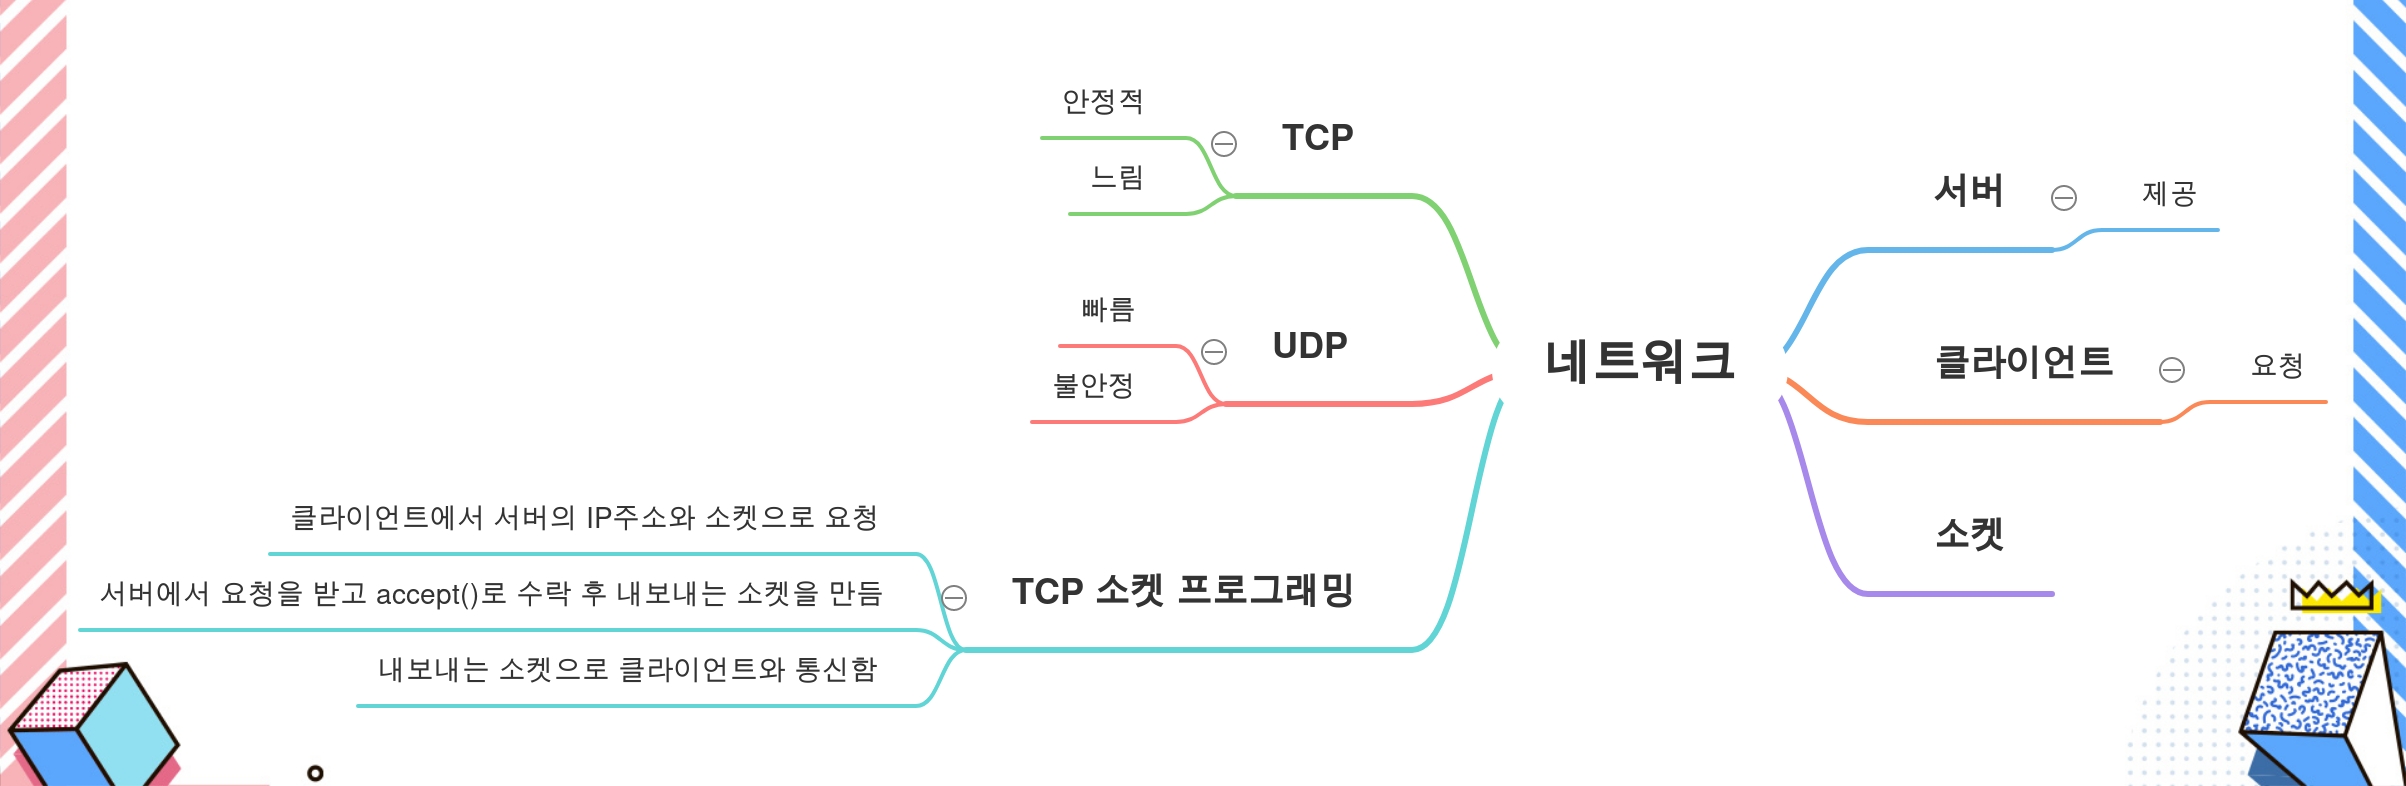 안정적
TCP
느림
빠름
UDP
불안정
클라이언트에서 서버의 IP주소와 소켓으로 요청
서버에서 요청을 받고 accept()로 수락 후 내보내는 소켓을 만듬
TCP 소켓 프로그래밍
내보내는 소켓으로 클라이언트와 통신함
네트워크
서버
제공
클라이언트
요청
소켓